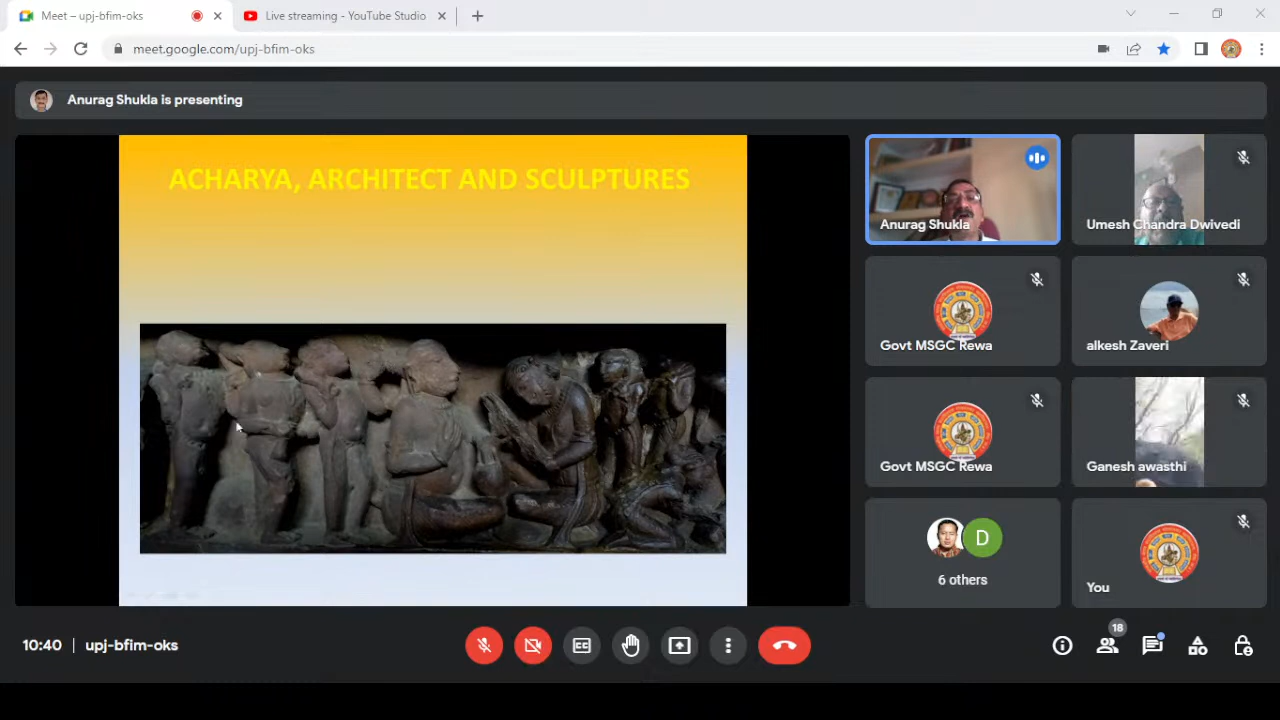 Meet – upj-bfim-oks
Live streaming - YouTube Studio
meet.google.com/upj-bfim-oks
Anurag Shukla is presenting
ACHARYA, ARCHITECT AND SCULPTURES
Anurag Shukla
Umesh Chandra Dwivedi
Govt MSGC Rewa
alkesh Zaveri
Govt MSGC Rewa
Ganesh awasthi
D
6 others
You
10:40 | upj-bfim-oks
CC
18